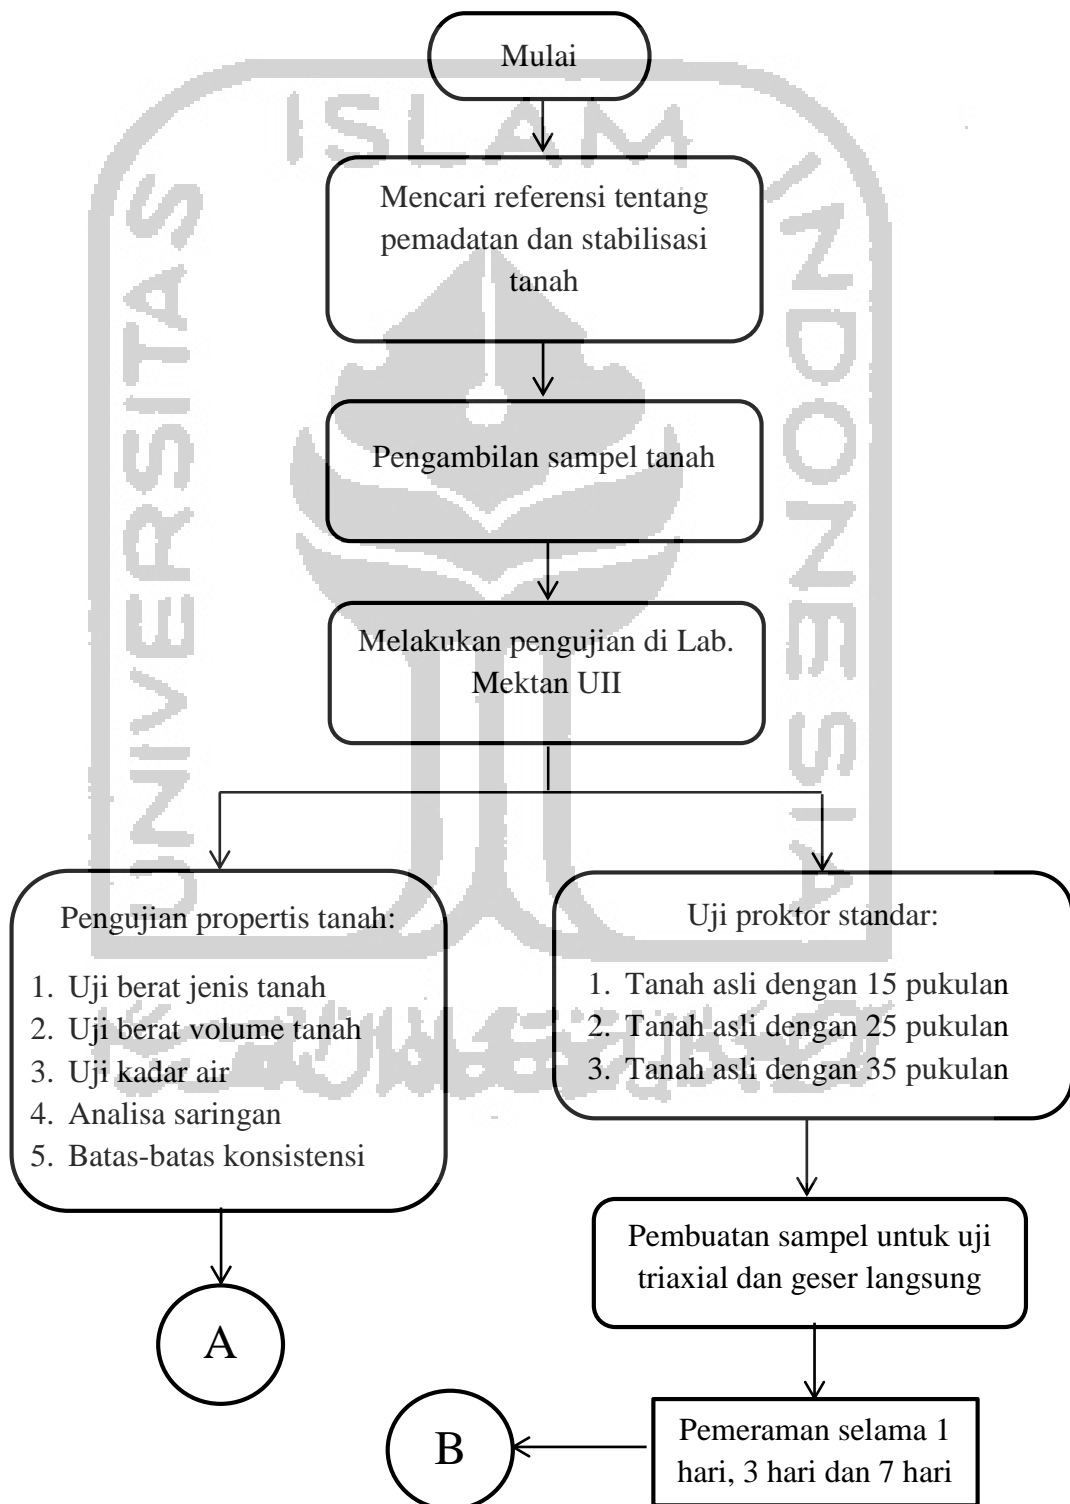 Mulai
Mencari referensi tentang
pemadatan dan stabilisasi
tanah
Pengambilan sampel tanah
Melakukan pengujian di Lab.
Mektan UII
Pengujian propertis tanah:
1. Uji berat jenis tanah
2. Uji berat volume tanah
3. Uji kadar air
4. Analisa saringan
5. Batas-batas konsistensi
A
Uji proktor standar:
1. Tanah asli dengan 15 pukulan
2. Tanah asli dengan 25 pukulan
3. Tanah asli dengan 35 pukulan
Pembuatan sampel untuk uji
triaxial dan geser langsung
Pemeraman selama 1
hari, 3 hari dan 7 hari
B
UNIVERSITAS
ISLAM
INDONESIA